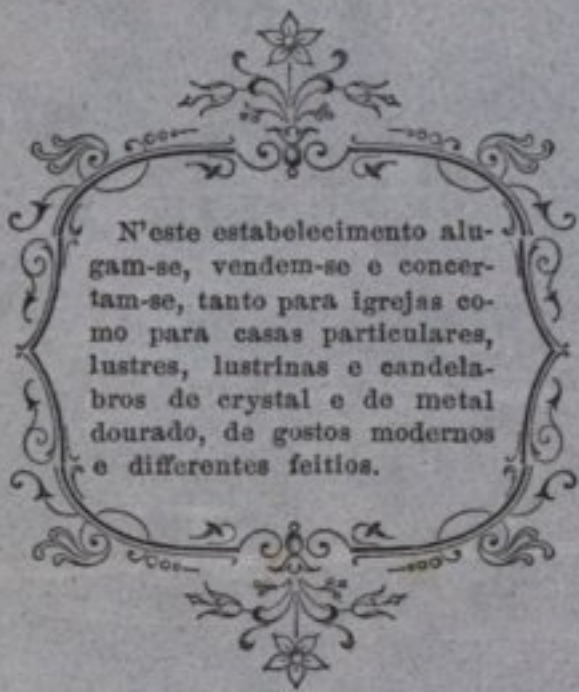 N'este estabelecimento alu-
gam-se, vendem-se e concer-
tam-se, tanto para igrejas co-
mo para casas particulares,
lustres, lustrinas e candela-
bros de crystal e de metal
dourado, de gostos modernos
e differentes feitios.